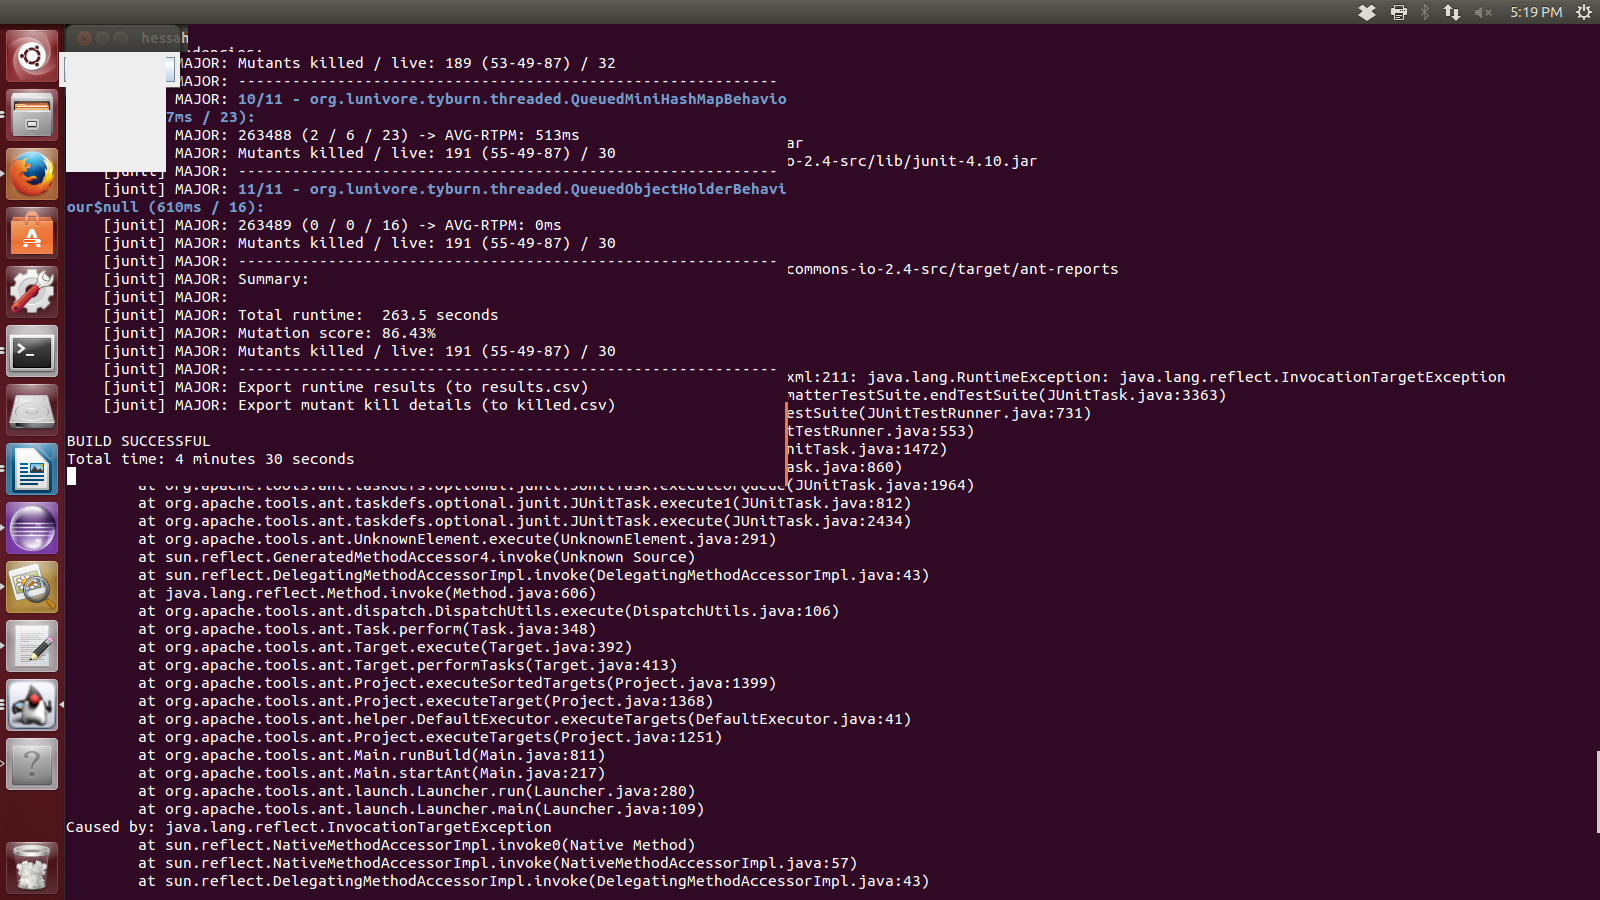 5:19 PM
hessah
MAJOR: Mutants killed / live: 189 (53-49-87) / 32
MAJOR: ------------------------------------------------------------
MAJOR: 10/11 - org.lunivore.tyburn.threaded.QueuedMiniHashMapBehavio
7ms / 23):
MAJOR: 263488 (2 / 6 / 23) -> AVG-RTPM: 513ms
MAJOR: Mutants killed / live: 191 (55-49-87) / 30
[junit] MAJOR: ------------------------------------------------------------
[junit] MAJOR: 11/11 - org.lunivore.tyburn.threaded.QueuedObjectHolderBehavi
our$null (610ms / 16):
[junit] MAJOR: 263489 (0 / 0 / 16) -> AVG-RTPM: 0ms
[junit] MAJOR: Mutants killed / live: 191 (55-49-87) / 30
[junit] MAJOR: ------------------------------------------------------------
[junit] MAJOR: Summary:
[junit] MAJOR:
[junit] MAJOR: Total runtime:  263.5 seconds
[junit] MAJOR: Mutation score: 86.43%
[junit] MAJOR: Mutants killed / live: 191 (55-49-87) / 30
[junit] MAJOR: ------------------------------------------------------------
[junit] MAJOR: Export runtime results (to results.csv)
[junit] MAJOR: Export mutant kill details (to killed.csv)
BUILD SUCCESSFUL
Total time: 4 minutes 30 seconds
ar
o-2.4-src/lib/junit-4.10.jar
commons-io-2.4-src/target/ant-reports
xml:211: java.lang.RuntimeException: java.lang.reflect.InvocationTargetException
matterTestSuite.endTestSuite(JUnitTask.java:3363)
estSuite(JUnitTestRunner.java:731)
tTestRunner.java:553)
nitTask.java:1472)
ask.java:860)
at org.apache.tools.ant.taskdefs.optional.junit.JUnitTask.executeOrQueue(JUnitTask.java:1964)
at org.apache.tools.ant.taskdefs.optional.junit.JUnitTask.execute1(JUnitTask.java:812)
at org.apache.tools.ant.taskdefs.optional.junit.JUnitTask.execute(JUnitTask.java:2434)
at org.apache.tools.ant.UnknownElement.execute(UnknownElement.java:291)
at sun.reflect.GeneratedMethodAccessor4.invoke(Unknown Source)
at sun.reflect.DelegatingMethodAccessorImpl.invoke(DelegatingMethodAccessorImpl.java:43)
at java.lang.reflect.Method.invoke(Method.java:606)
at org.apache.tools.ant.dispatch.DispatchUtils.execute(DispatchUtils.java:106)
at org.apache.tools.ant.Task.perform(Task.java:348)
at org.apache.tools.ant.Target.execute(Target.java:392)
at org.apache.tools.ant.Target.performTasks(Target.java:413)
at org.apache.tools.ant.Project.executeSortedTargets(Project.java:1399)
at org.apache.tools.ant.Project.executeTarget(Project.java:1368)
at org.apache.tools.ant.helper.DefaultExecutor.executeTargets(DefaultExecutor.java:41)
at org.apache.tools.ant.Project.executeTargets(Project.java:1251)
at org.apache.tools.ant.Main.runBuild(Main.java:811)
at org.apache.tools.ant.Main.startAnt(Main.java:217)
at org.apache.tools.ant.launch.Launcher.run(Launcher.java:280)
at org.apache.tools.ant.launch.Launcher.main(Launcher.java:109)
Caused by: java.lang.reflect.InvocationTargetException
at sun.reflect.NativeMethodAccessorImpl.invoke0(Native Method)
at sun.reflect.NativeMethodAccessorImpl.invoke(NativeMethodAccessorImpl.java:57)
at sun.reflect.DelegatingMethodAccessorImpl.invoke(DelegatingMethodAccessorImpl.java:43)